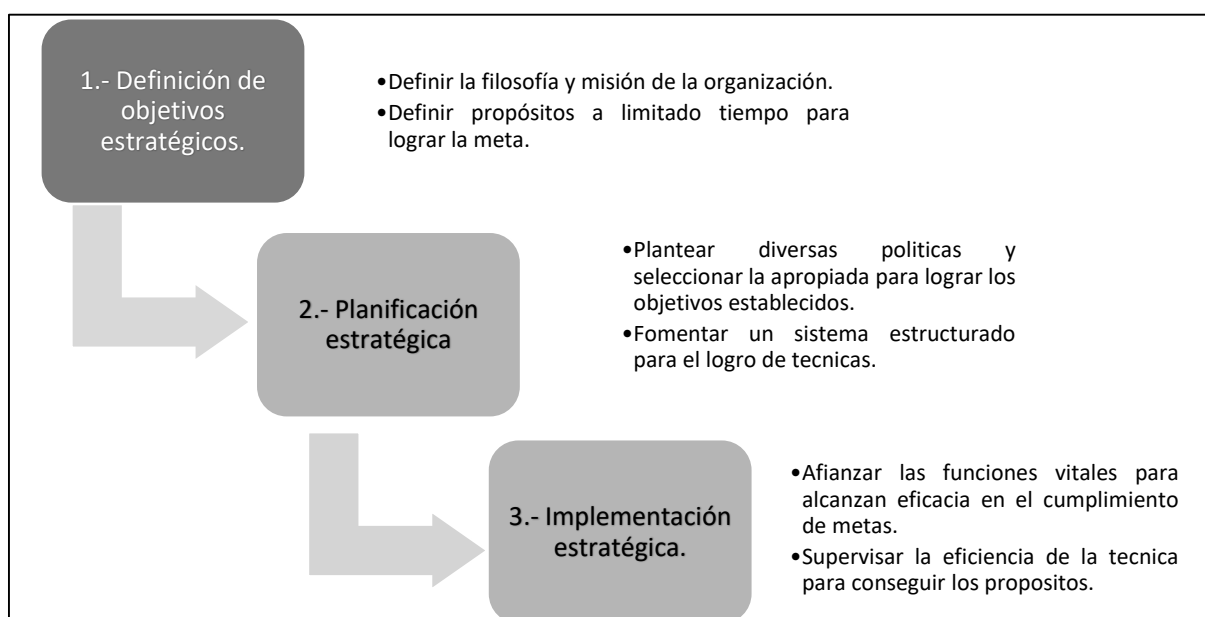 1.- Definición de
objetivos
estratégicos.
•Definir la filosofía y misión de la organización.
•Definir propósitos a limitado tiempo para
lograr la meta.
2.- Planificación
estratégica
•Plantear diversas politicas y
seleccionar la apropiada para lograr los
objetivos establecidos.
•Fomentar un sistema estructurado
para el logro de tecnicas.
3.- Implementación
estratégica.
•Afianzar las funciones vitales para
alcanzan eficacia en el cumplimiento
de metas.
•Supervisar la eficiencia de la tecnica
para conseguir los propositos.